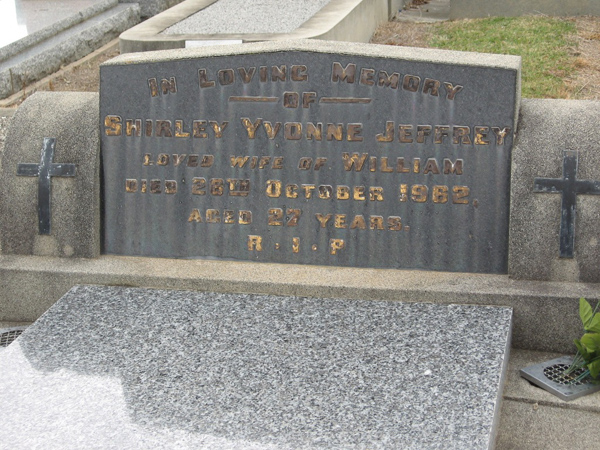 IN LOVING MEMORY
OF
SHIRLEY YVONNE JEFFREY
LOVED WIFE OF WILLIAM
DIED 28TH OCTOBER 1962.
AGED 27 YEARS.
R.I.P